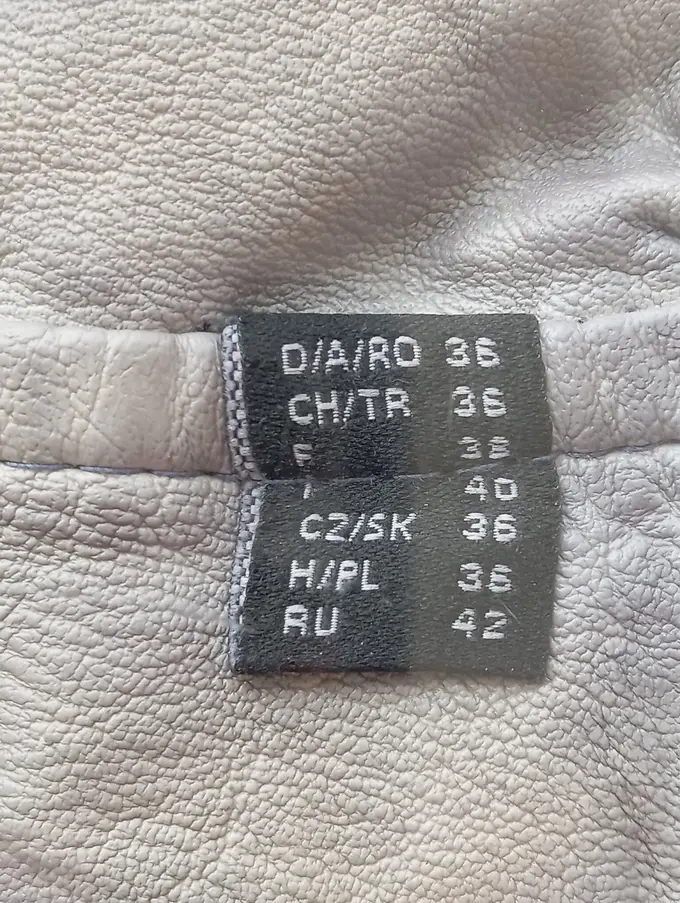 D/A/RO 36
CH/TR 36
F 38
I 40
CZ/SK 36
H/PL 36
RU 42